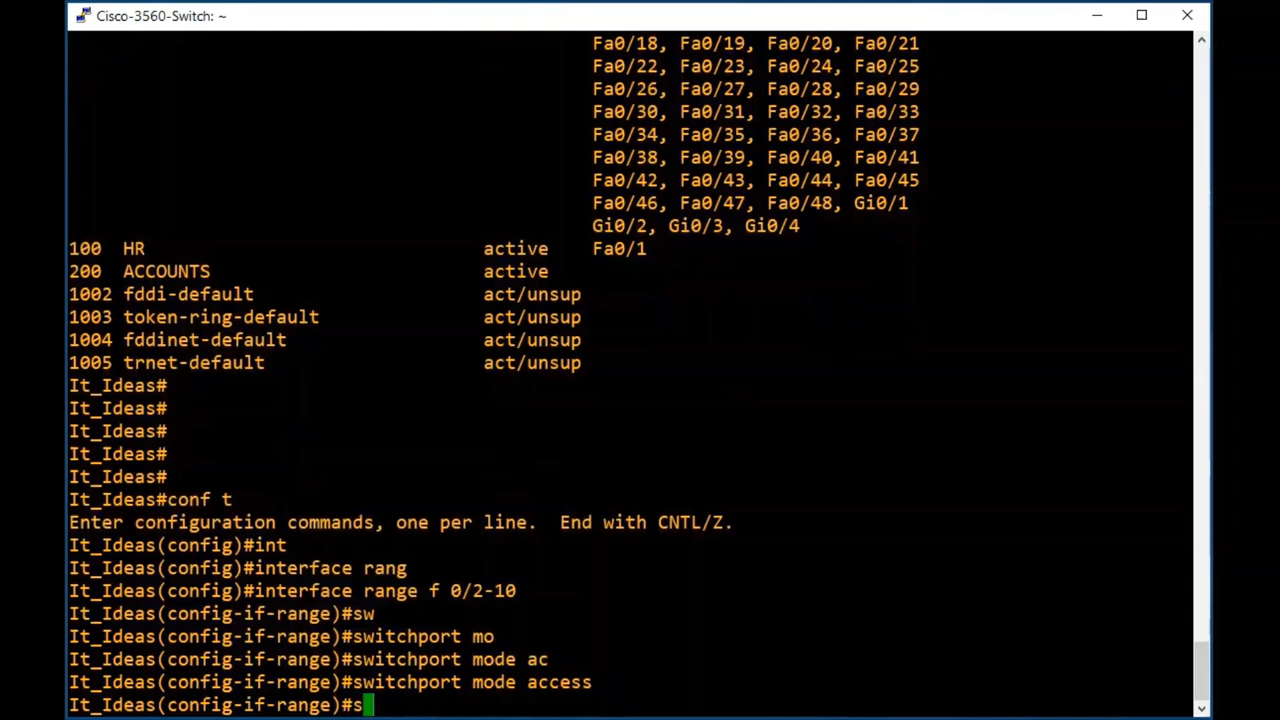 Cisco-3560-Switch: ~
Fa0/18, Fa0/19, Fa0/20, Fa0/21
Fa0/22, Fa0/23, Fa0/24, Fa0/25
Fa0/26, Fa0/27, Fa0/28, Fa0/29
Fa0/30, Fa0/31, Fa0/32, Fa0/33
Fa0/34, Fa0/35, Fa0/36, Fa0/37
Fa0/38, Fa0/39, Fa0/40, Fa0/41
Fa0/42, Fa0/43, Fa0/44, Fa0/45
Fa0/46, Fa0/47, Fa0/48, Gi0/1
Gi0/2, Gi0/3, Gi0/4
100  HR                               active    Fa0/1
200  ACCOUNTS                         active
1002 fddi-default                     act/unsup
1003 token-ring-default               act/unsup
1004 fddinet-default                  act/unsup
1005 trnet-default                    act/unsup
It_Ideas#
It_Ideas#
It_Ideas#
It_Ideas#
It_Ideas#
It_Ideas#conf t
Enter configuration commands, one per line.  End with CNTL/Z.
It_Ideas(config)#int
It_Ideas(config)#interface rang
It_Ideas(config)#interface range f 0/2-10
It_Ideas(config-if-range)#sw
It_Ideas(config-if-range)#switchport mo
It_Ideas(config-if-range)#switchport mode ac
It_Ideas(config-if-range)#switchport mode access
It_Ideas(config-if-range)#s